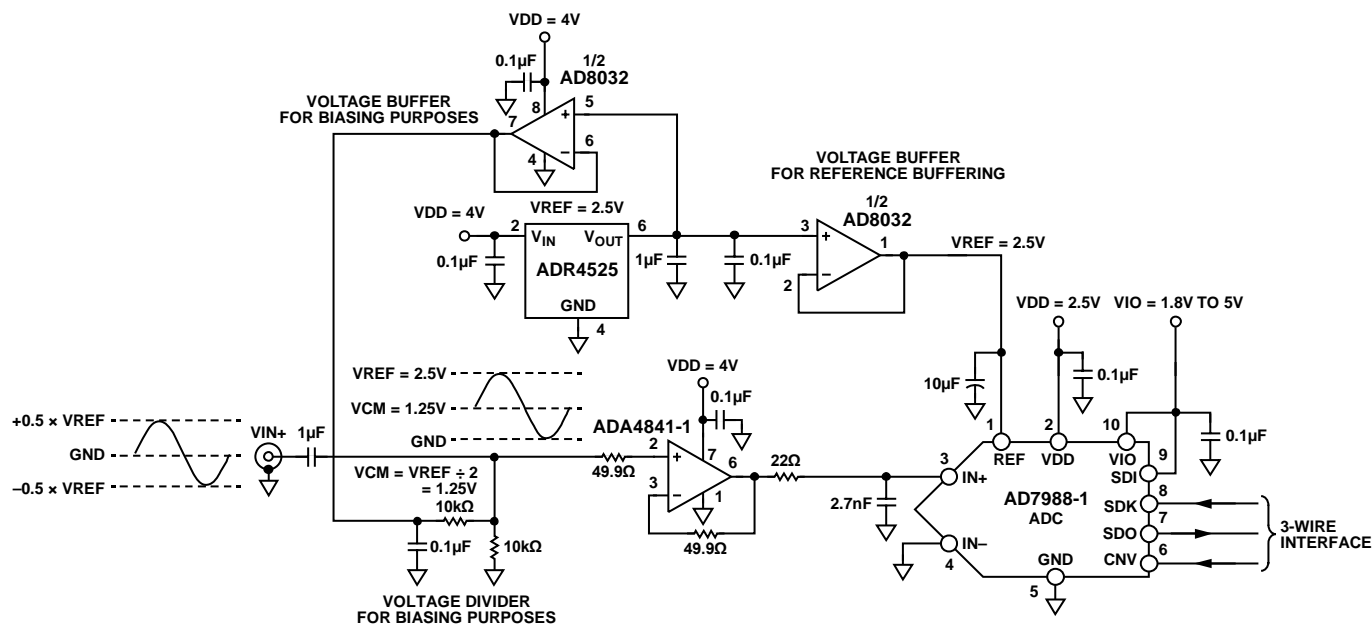 VDD = 4V
0.1µF
1/2
AD8032
VOLTAGE BUFFER
FOR BIASING PURPOSES
8
5
+
7
6
−
4
VOLTAGE BUFFER
FOR REFERENCE BUFFERING
1/2
AD8032
VDD = 4V
VREF = 2.5V
2
6
VIN
VOUT
0.1µF
ADR4525
GND
4
1µF
0.1µF
3
+
1
2
−
VREF = 2.5V
VDD = 2.5V
VIO = 1.8V TO 5V
VREF = 2.5V
VCM = 1.25V
GND
VDD = 4V
0.1µF
10µF
0.1µF
0.1µF
+0.5 × VREF
GND
−0.5 × VREF
VIN+
1µF
VCM = VREF ÷ 2
= 1.25V
10kΩ
0.1µF
10kΩ
VOLTAGE DIVIDER
FOR BIASING PURPOSES
ADA4841-1
49.9Ω
2
+
3
−
7
6
1
49.9Ω
22Ω
2.7nF
1
2
10
REF
VDD
VIO
9
SDI
3
IN+
AD7988-1
ADC
8
SDK
7
SDO
6
CNV
IN−
4
GND
5
3-WIRE
INTERFACE